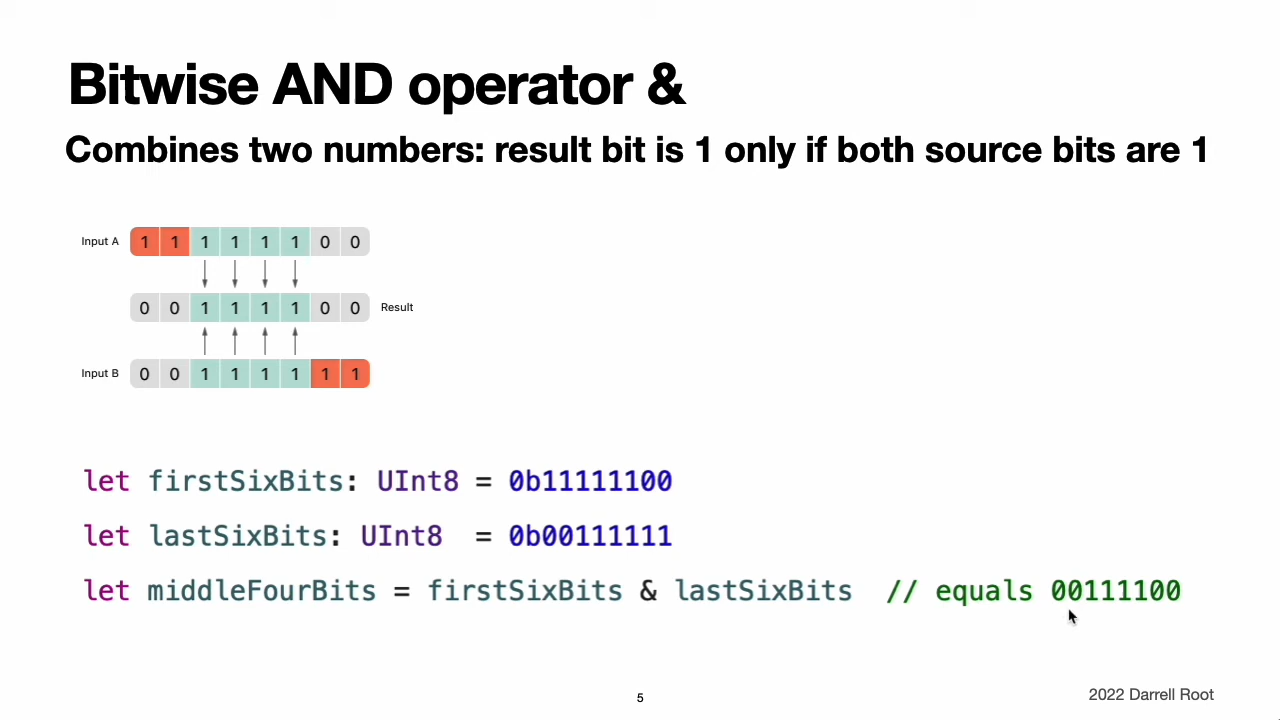 Bitwise AND operator &
Combines two numbers: result bit is 1 only if both source bits are 1
Input A 1 1 1 1 1 1 0 0
0 0 1 1 1 1 0 0 Result
Input B 0 0 1 1 1 1 1 1
let firstSixBits: UInt8 = 0b11111100
let lastSixBits: UInt8  = 0b00111111
let middleFourBits = firstSixBits & lastSixBits  // equals 00111100
5
2022 Darrell Root